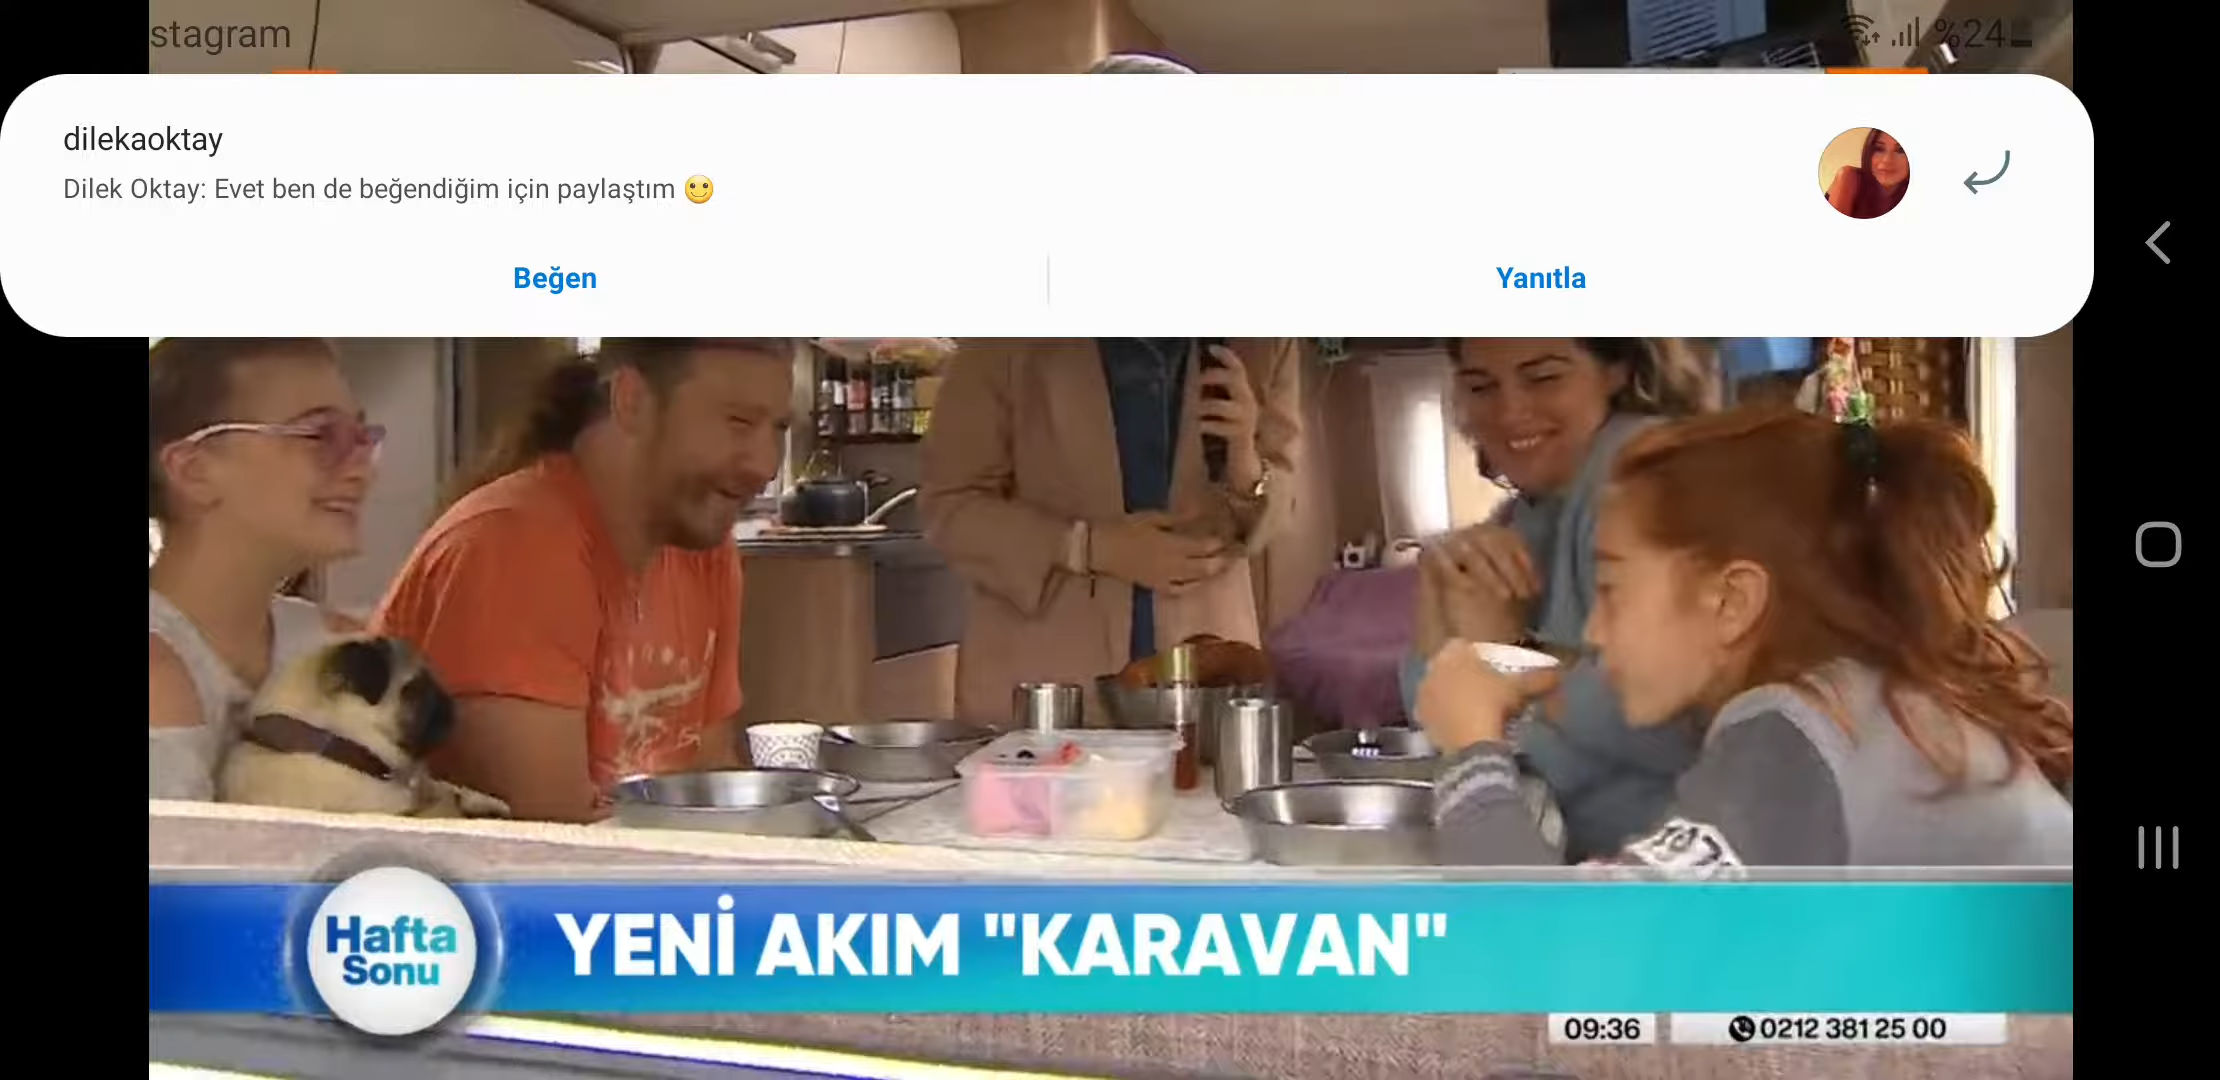 stagram
%24
dilekaoktay
Dilek Oktay: Evet ben de beğendiğim için paylaştım 🙂
Beğen
Yanıtla
Hafta
Sonu
YENİ AKIM "KARAVAN"
09:36
0212 381 25 00